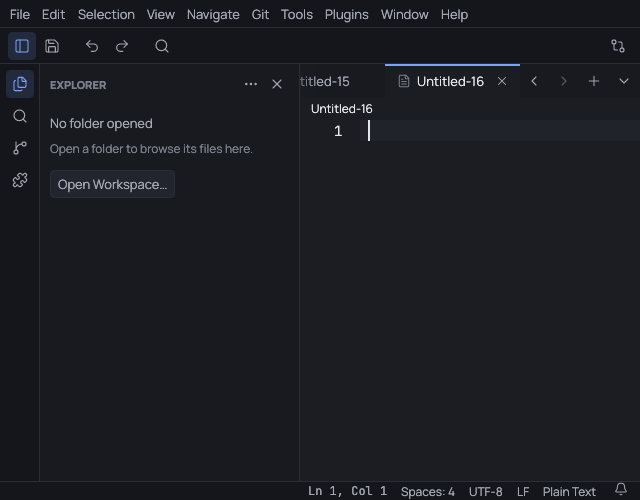 File Edit Selection View Navigate Git Tools Plugins Window Help
EXPLORER
titled-15 Untitled-16
Untitled-16
No folder opened
1
Open a folder to browse its files here.
Open Workspace...
Ln 1, Col 1 Spaces: 4 UTF-8 LF Plain Text